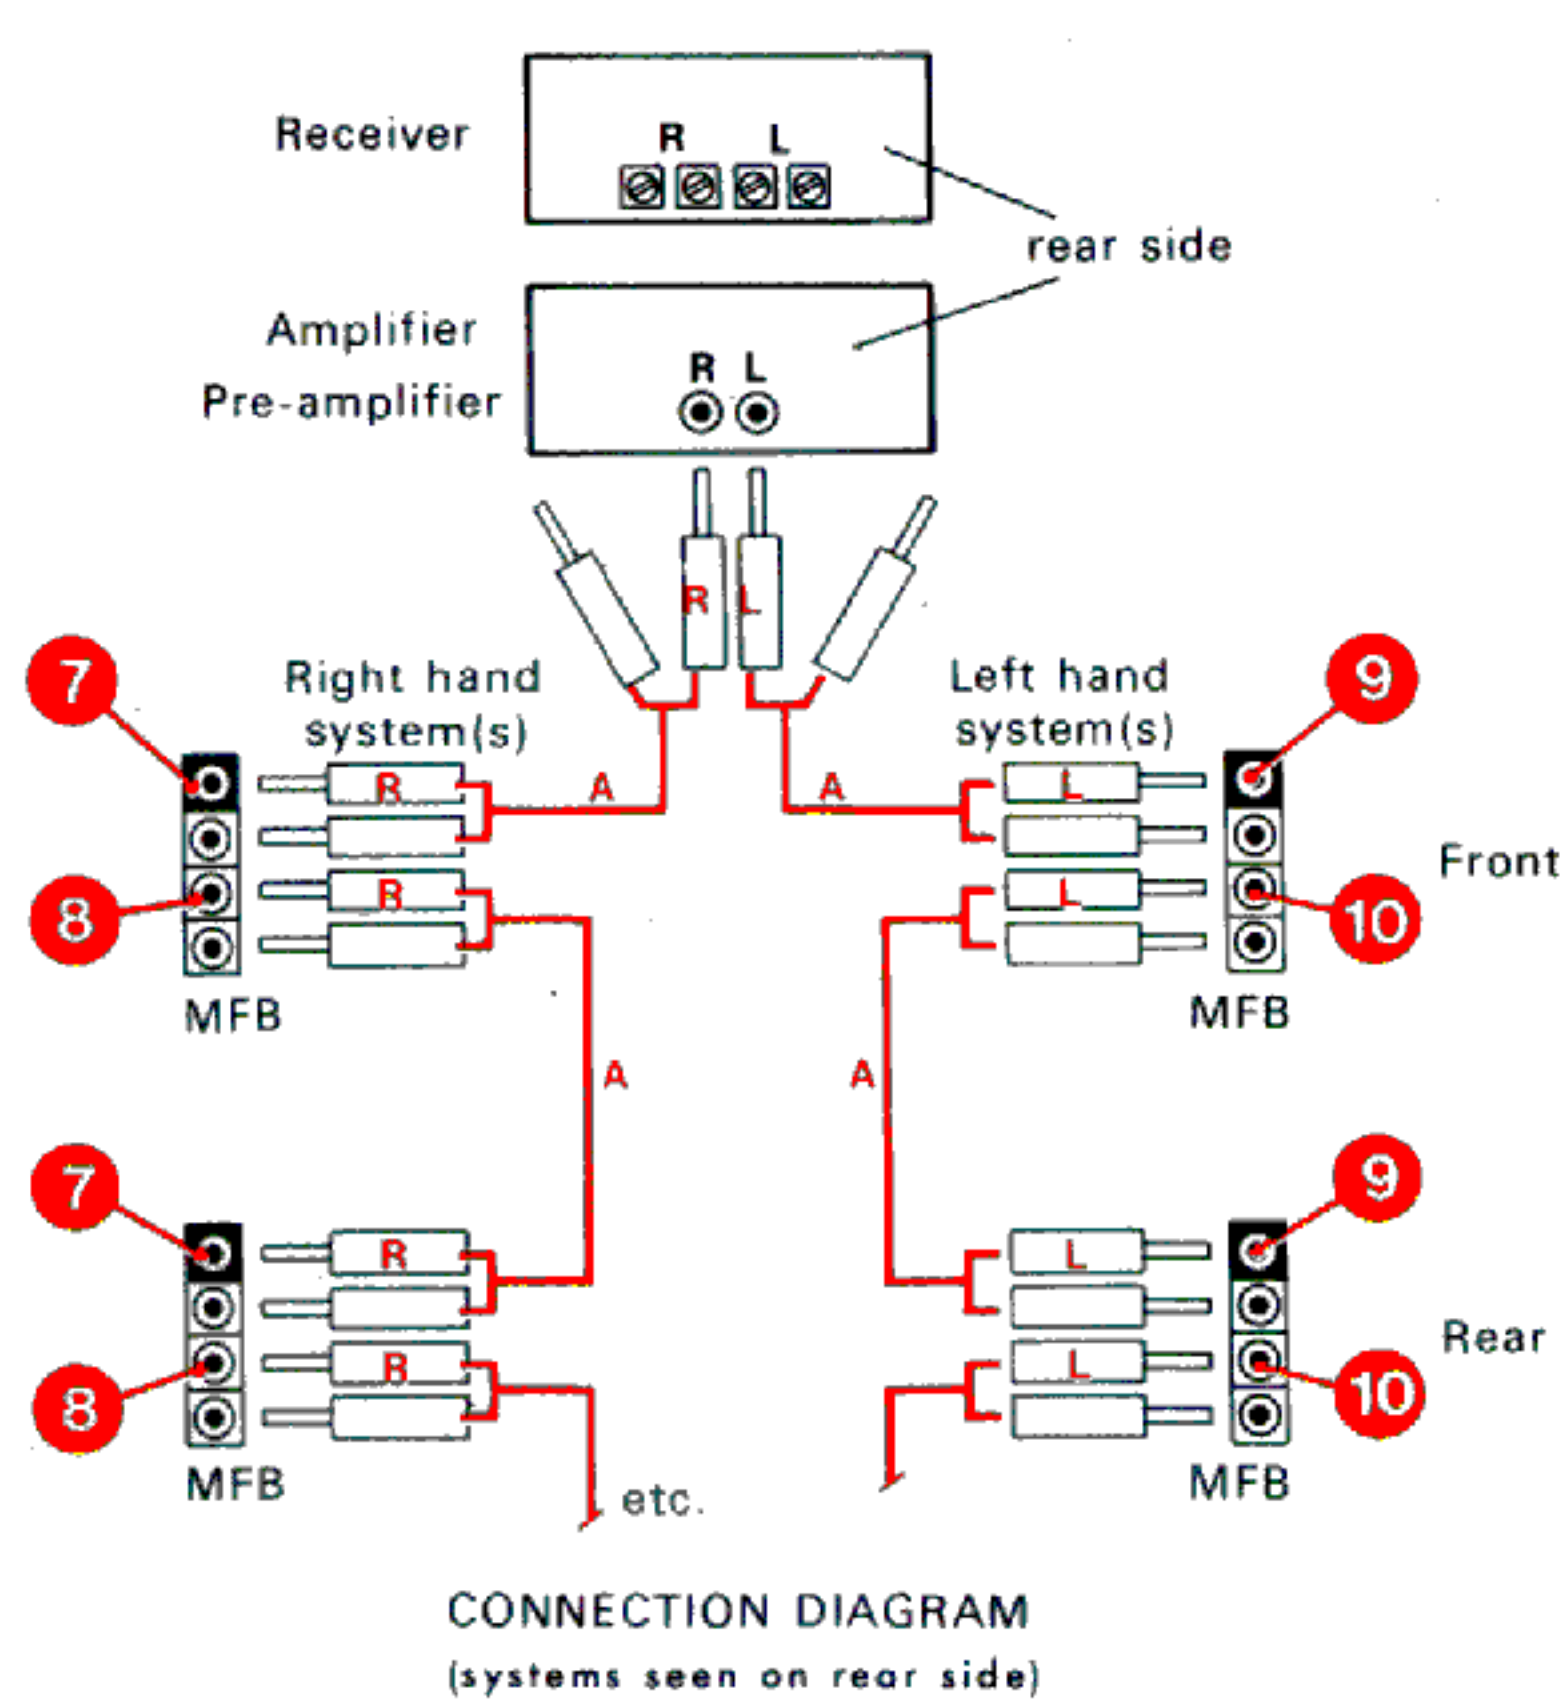 Receiver
R L
rear side
Amplifier
Pre-amplifier
R L
R L
7
Right hand
system(s)
Left hand
system(s)
9
R
A
A
L
Front
8
R
L
10
MFB
MFB
A
A
7
9
R
L
Rear
8
R
L
10
MFB
MFB
etc.
CONNECTION DIAGRAM
(systems seen on rear side)